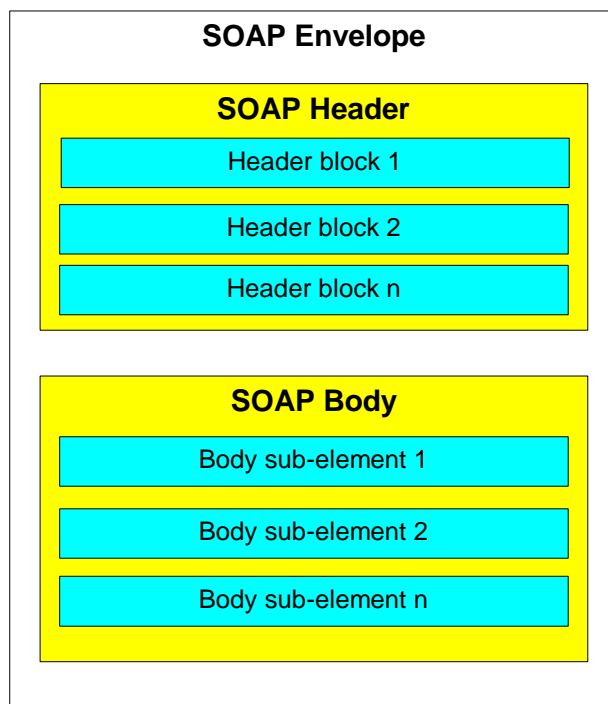 SOAP Envelope
SOAP Header
Header block 1
Header block 2
Header block n
SOAP Body
Body sub-element 1
Body sub-element 2
Body sub-element n